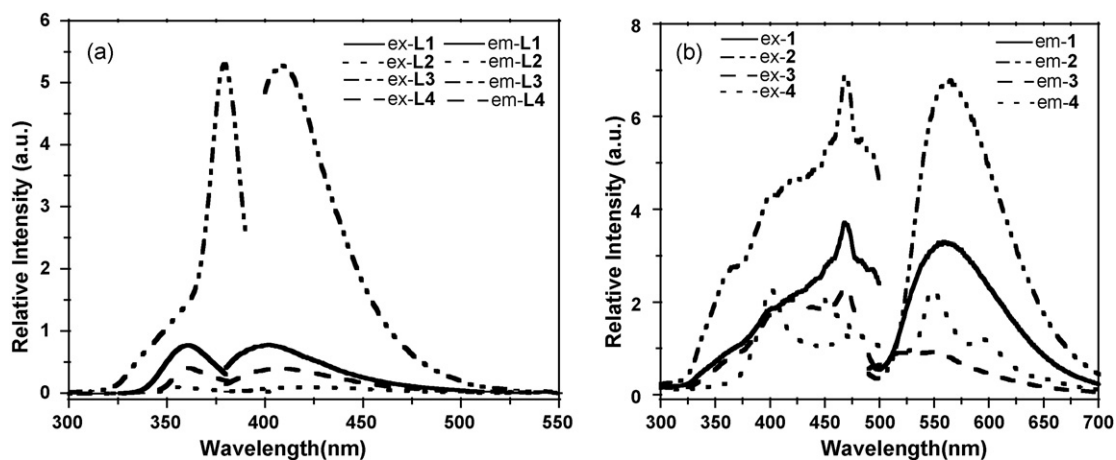 (a)
ex-L1 em-L1
ex-L2 em-L2
ex-L3 em-L3
ex-L4 em-L4
Relative Intensity (a.u.)
6
5
4
3
2
1
0
300 350 400 450 500 550
Wavelength(nm)
(b)
ex-1 em-1
ex-2 em-2
ex-3 em-3
ex-4 em-4
Relative Intensity (a.u.)
8
6
4
2
0
300 350 400 450 500 550 600 650 700
Wavelength(nm)